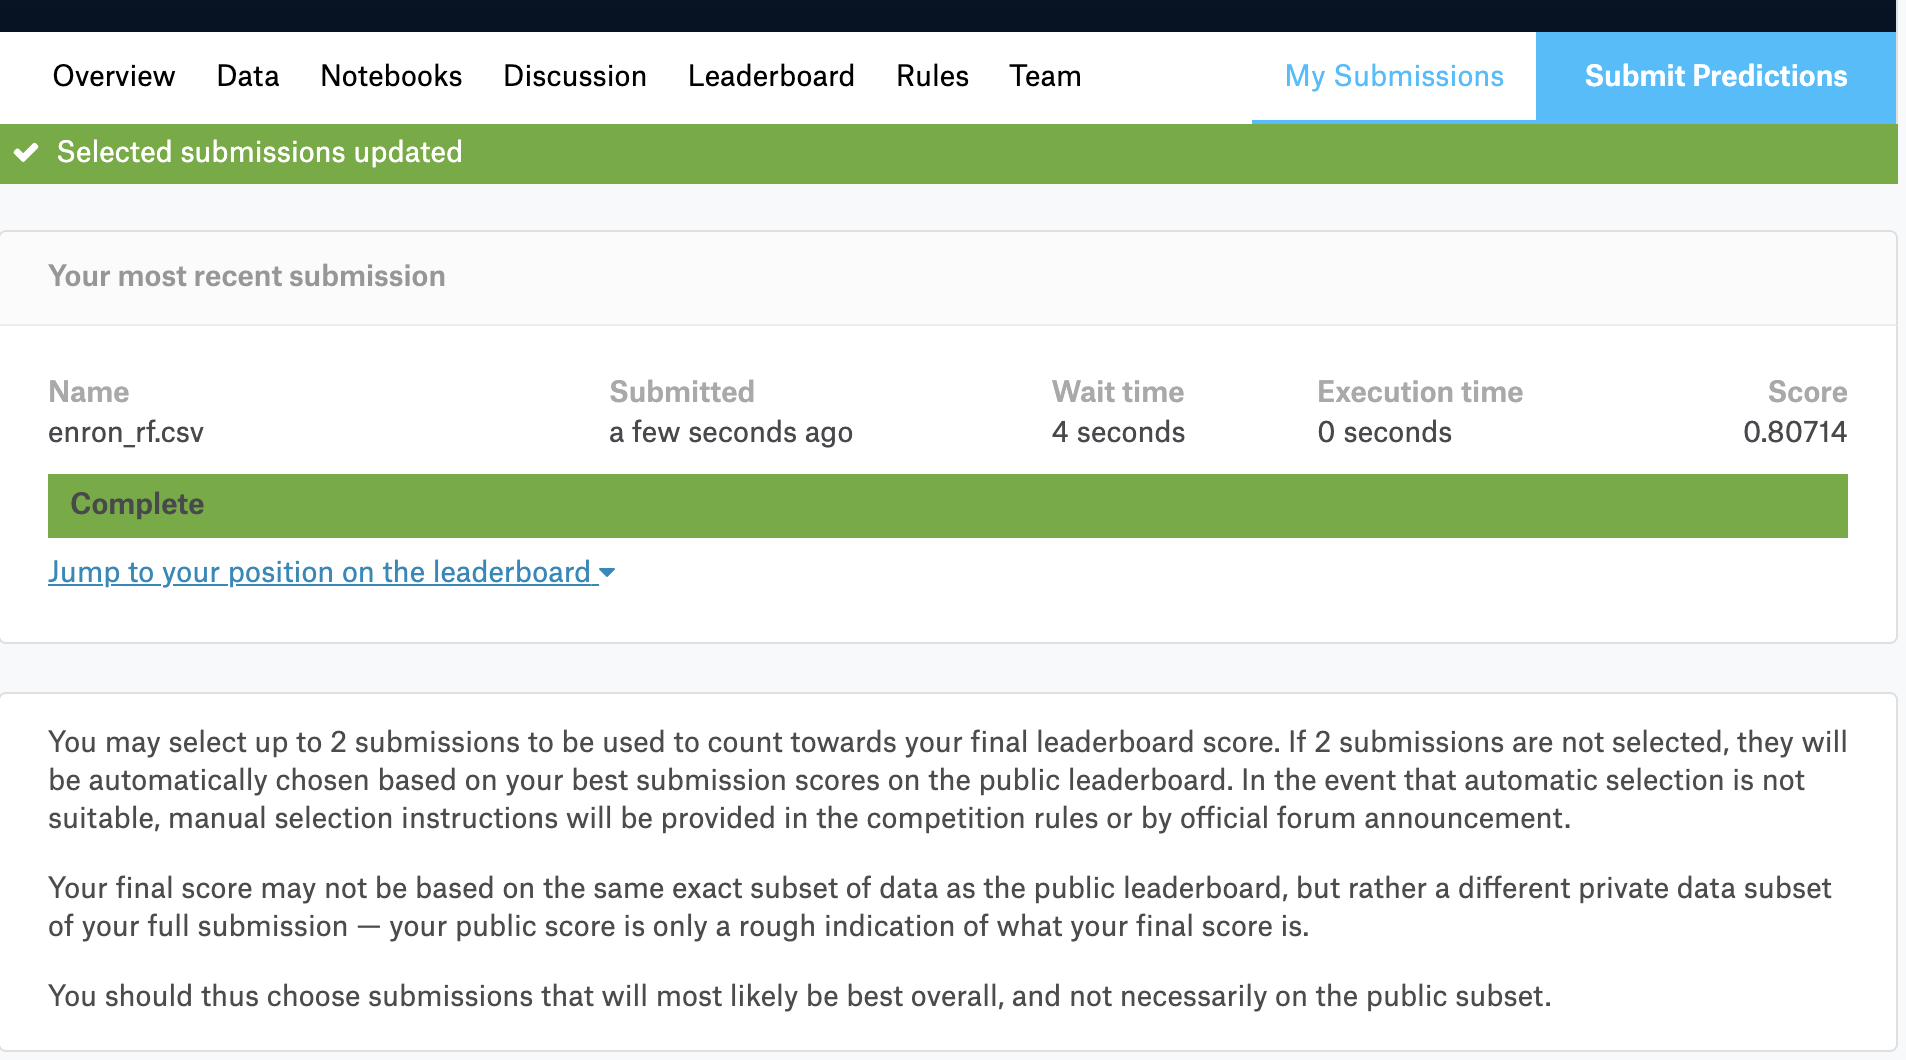 Overview Data Notebooks Discussion Leaderboard Rules Team My Submissions Submit Predictions
Selected submissions updated
Your most recent submission
Name Submitted Wait time Execution time Score
enron_rf.csv a few seconds ago 4 seconds 0 seconds 0.80714
Complete
Jump to your position on the leaderboard
You may select up to 2 submissions to be used to count towards your final leaderboard score. If 2 submissions are not selected, they will
be automatically chosen based on your best submission scores on the public leaderboard. In the event that automatic selection is not
suitable, manual selection instructions will be provided in the competition rules or by official forum announcement.
Your final score may not be based on the same exact subset of data as the public leaderboard, but rather a different private data subset
of your full submission — your public score is only a rough indication of what your final score is.
You should thus choose submissions that will most likely be best overall, and not necessarily on the public subset.